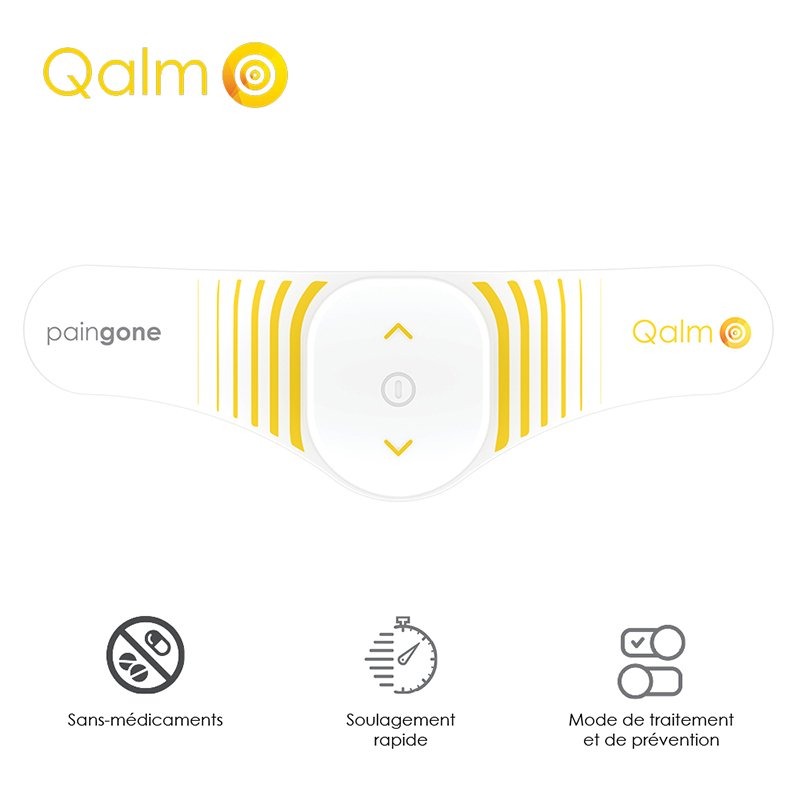 Qalm
paingone
Qalm
Sans-médicaments
Soulagement
rapide
Mode de traitement
et de prévention